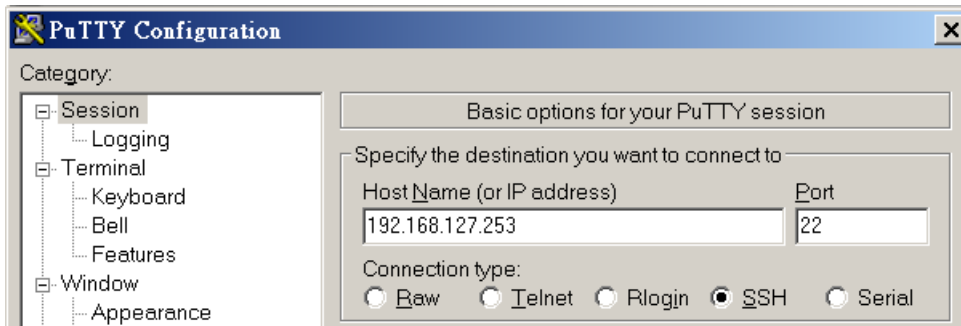 PuTTY Configuration
Category:
Session
Logging
Terminal
Keyboard
Bell
Features
Window
Appearance
Basic options for your PuTTY session
Specify the destination you want to connect to
Host Name (or IP address) Port
192.168.127.253 22
Connection type:
Raw Telnet Rlogin SSH Serial